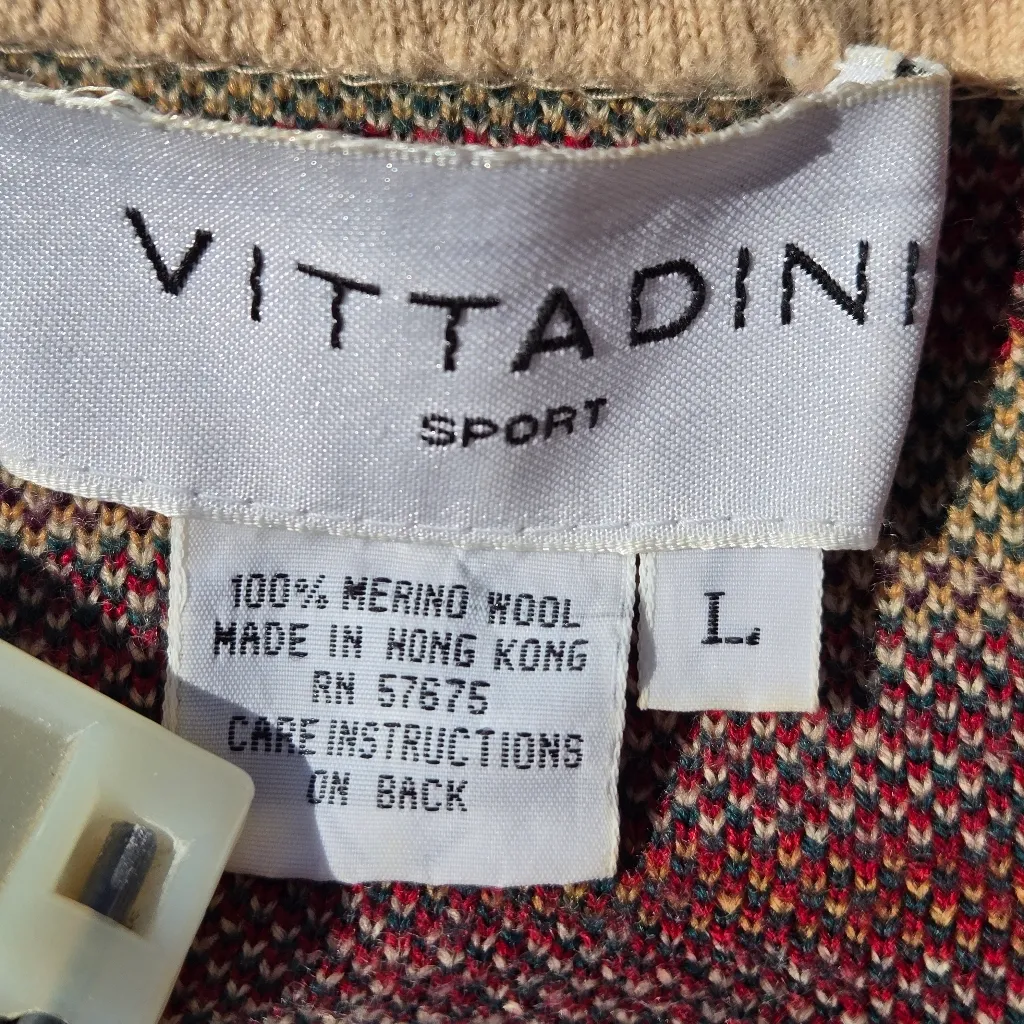 VITTADINI
SPORT
100% MERINO WOOL
MADE IN HONG KONG
RN 57675
CARE INSTRUCTIONS
ON BACK
L